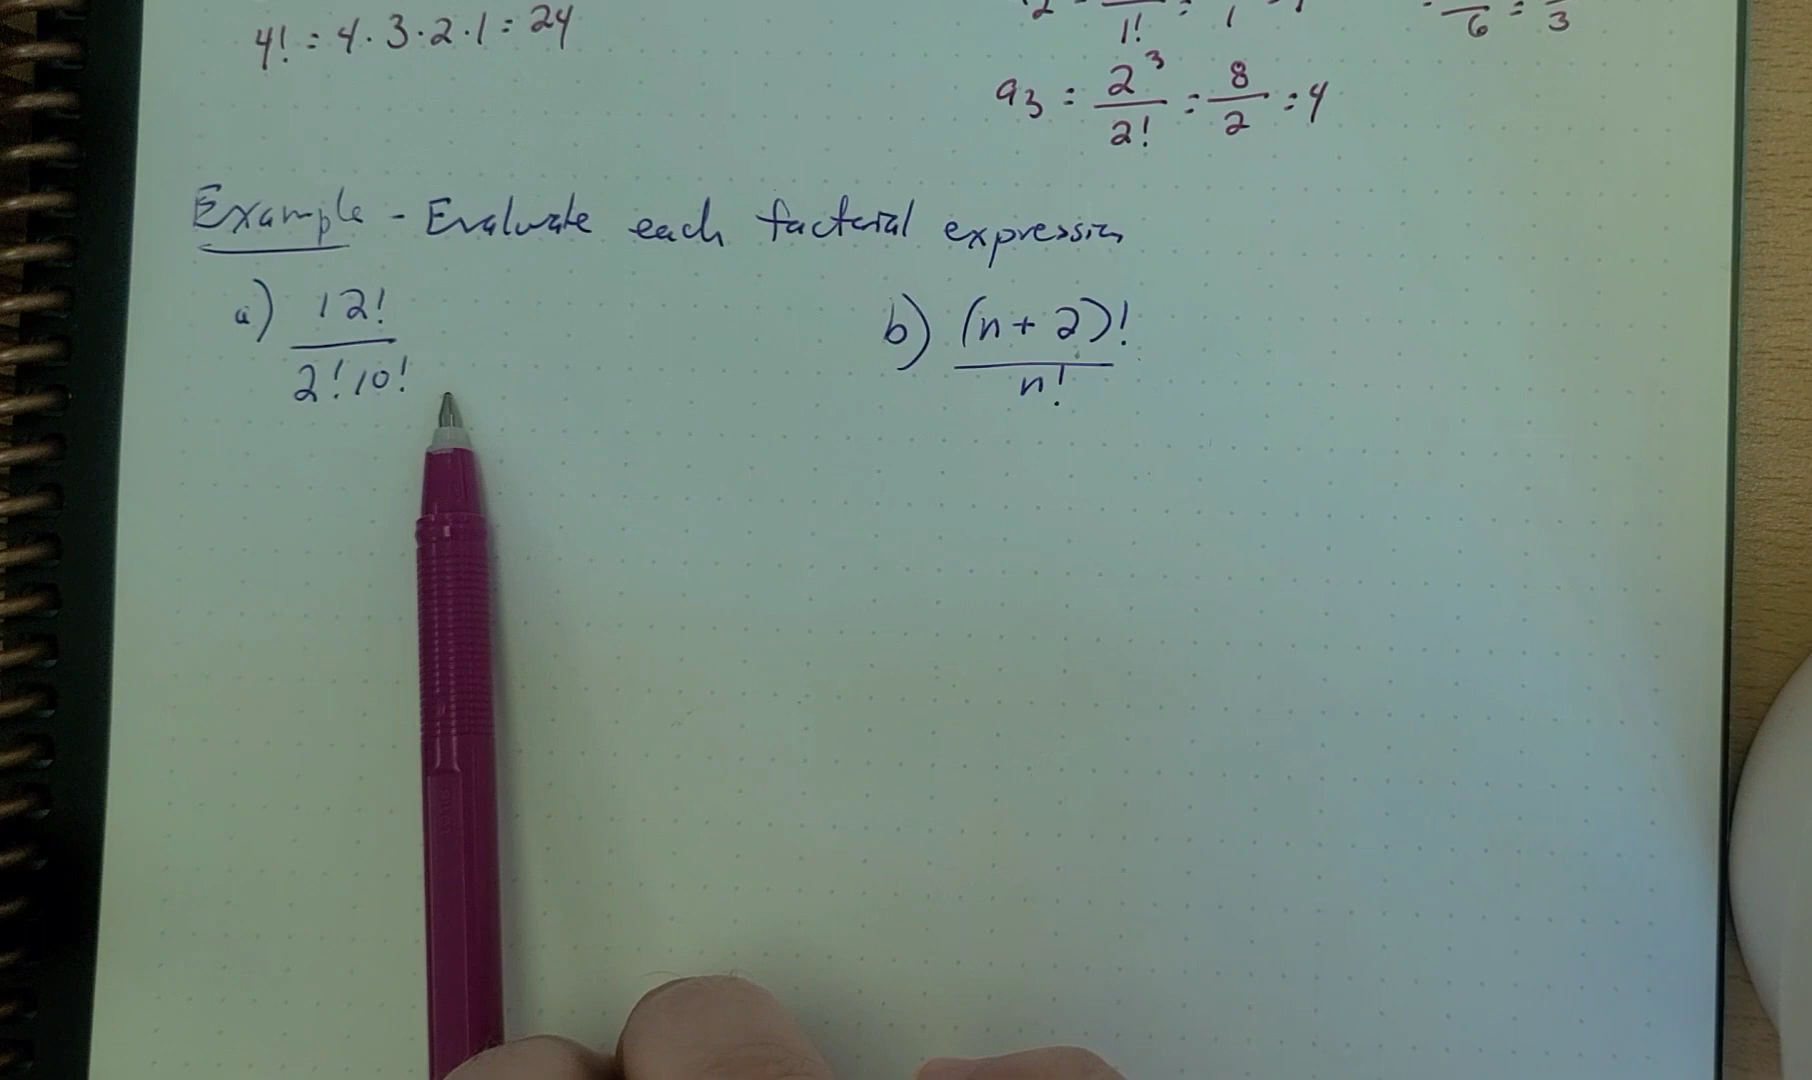 4! = 4 · 3 · 2 · 1 = 24
1!
6 = 3
a3 = 2^3 / 2! = 8 / 2 = 4
Example - Evaluate each factorial expression
a) 12! / 2! 10!
b) (n + 2)! / n!